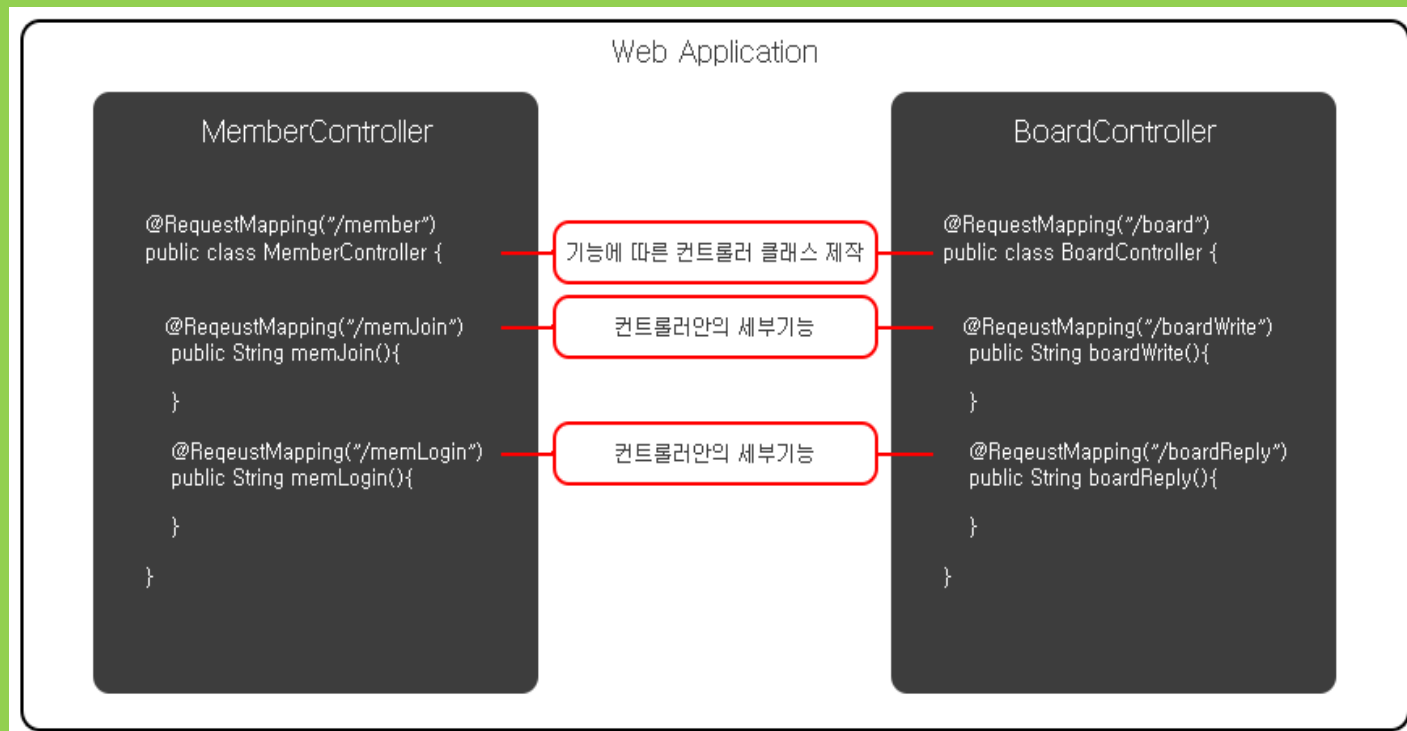 Web Application
MemberController
@RequestMapping("/member")
public class MemberController {
@ReqeustMapping("/memJoin")
public String memJoin(){
}
@ReqeustMapping("/memLogin")
public String memLogin(){
}
}
기능에 따른 컨트롤러 클래스 제작
컨트롤러안의 세부기능
컨트롤러안의 세부기능
BoardController
@RequestMapping("/board")
public class BoardController {
@ReqeustMapping("/boardWrite")
public String boardWrite(){
}
@ReqeustMapping("/boardReply")
public String boardReply(){
}
}